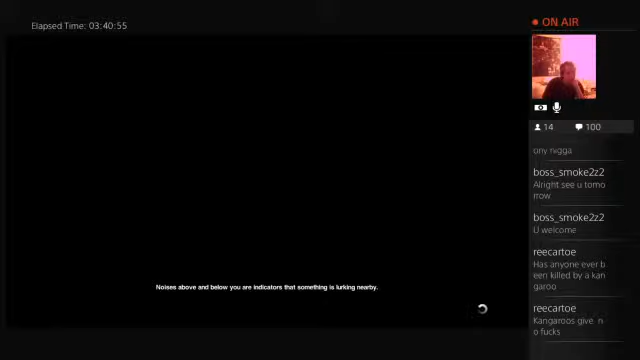 Elapsed Time: 03:40:55
ON AIR
14
100
ony nigga
boss_smoke2z2
Alright see u tomo
rrow
boss_smoke2z2
U welcome
reecartoe
Has anyone ever b
een killed by a kan
garoo
reecartoe
Kangaroos give n
o fucks
Noises above and below you are indicators that something is lurking nearby.